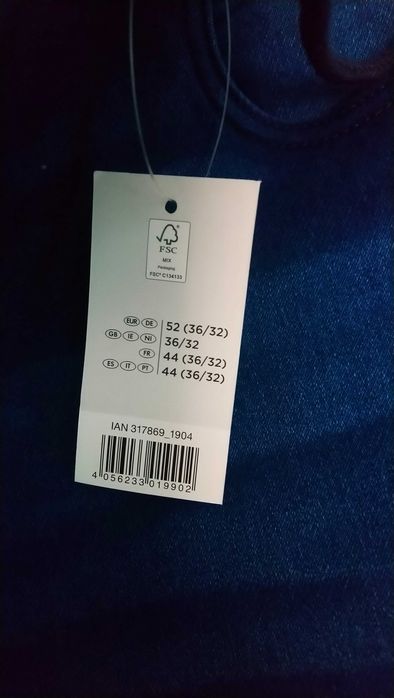 FSC
MIX
Packaging
FSC® C134133
EUR DE 52 (36/32)
GB IE NI 36/32
FR 44 (36/32)
ES IT PT 44 (36/32)
IAN 317869_1904
4 056233 019902